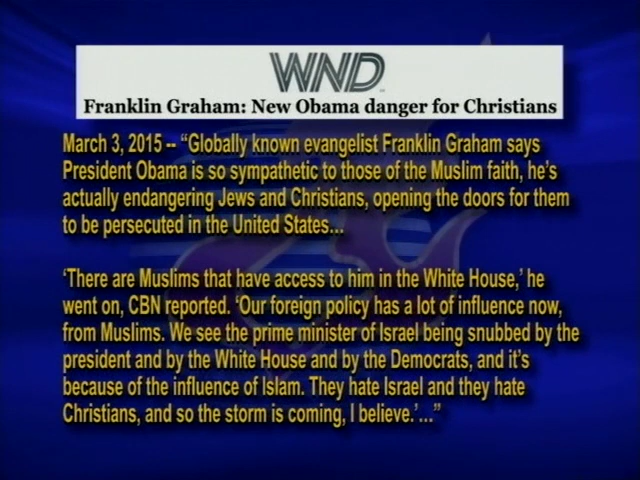 WND
Franklin Graham: New Obama danger for Christians
March 3, 2015 -- “Globally known evangelist Franklin Graham says
President Obama is so sympathetic to those of the Muslim faith, he’s
actually endangering Jews and Christians, opening the doors for them
to be persecuted in the United States...
‘There are Muslims that have access to him in the White House,’ he
went on, CBN reported. ‘Our foreign policy has a lot of influence now,
from Muslims. We see the prime minister of Israel being snubbed by the
president and by the White House and by the Democrats, and it’s
because of the influence of Islam. They hate Israel and they hate
Christians, and so the storm is coming, I believe.’...”